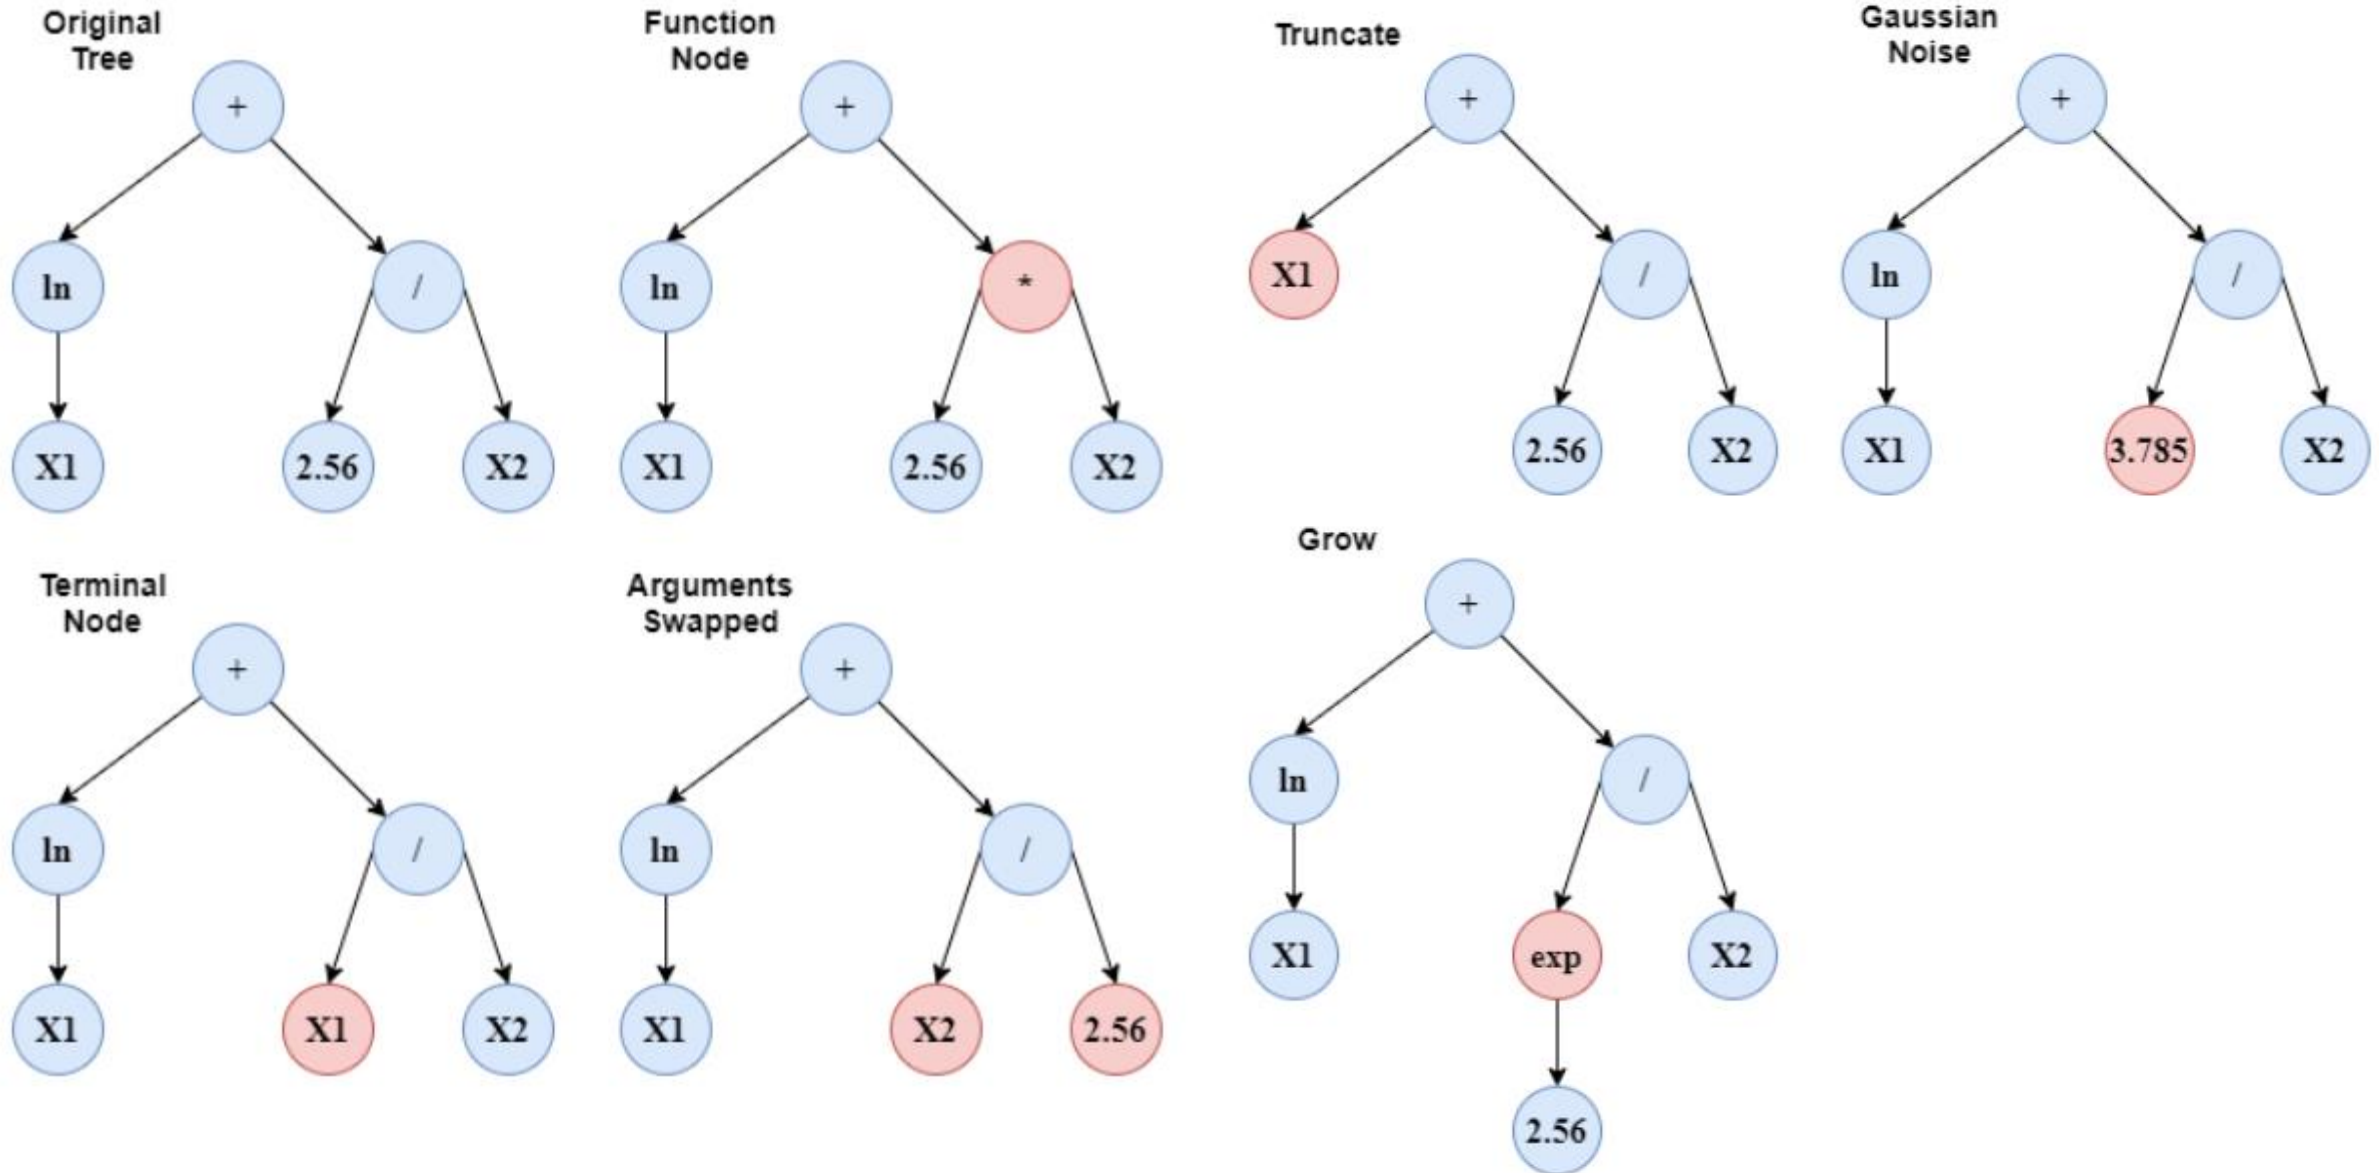 Original
Tree
+
ln
/
X1
2.56
X2
Function
Node
+
ln
*
X1
2.56
X2
Truncate
+
X1
/
2.56
X2
Gaussian
Noise
+
ln
/
X1
3.785
X2
Terminal
Node
+
ln
/
X1
X1
X2
Arguments
Swapped
+
ln
/
X1
X2
2.56
Grow
+
ln
/
X1
exp
X2
2.56